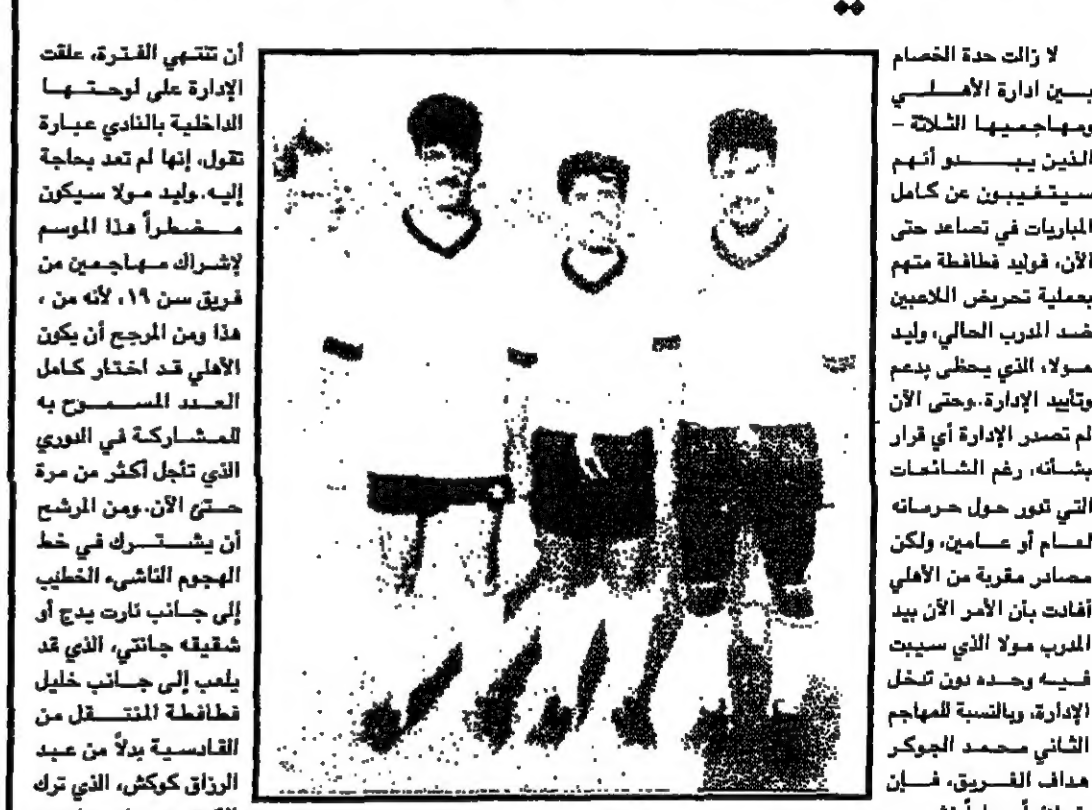 لا زالت حدة الخصام
بين ادارة الأهلي
ومهاجميها الثلاثة –
الذين يبدو أنهم
سيتغيبون عن كامل
المباريات في تصاعد حتى
الآن، فوليد فطافطة متهم
بعملية تحريض اللاعبين
ضد المدرب الحالي، وليد
مولا، الذي يحظى بدعم
وتأييد الإدارة. وحتى الآن
لم تصدر الإدارة أي قرار
بشأنه، رغم الشائعات
التي تدور حول حرمانه
لعام أو عامين، ولكن
مصادر مقربة من الأهلي
أفادت بأن الأمر الآن بيد
المدرب مولا الذي سيبت
فيه وحده دون تدخل
الإدارة، وبالنسبة للمهاجم
الثاني محمد الجوكر
هداف الفريق، فإن
أن تنتهي الفترة، علقت
الإدارة على لوحتها
الداخلية بالنادي عبارة
تقول، إنها لم تعد بحاجة
إليه. وليد مولا سيكون
مضطراً هذا الموسم
لإشراك مهاجمين من
فريق سن ١٩، لأنه من ،
هذا ومن المرجح أن يكون
الأهلي قد اختار كامل
العدد المسموح به
للمشاركة في الدوري
الذي تأجل أكثر من مرة
حتى الآن. ومن المرشح
أن يشترك في خط
الهجوم الناشىء الخطيب
إلى جانب نارت يدج أو
شقيقه جانتي، الذي قد
يلعب إلى جانب خليل
فطافطة المنتقل من
القادسية بدلاً من عبد
الرزاق كوكش، الذي ترك